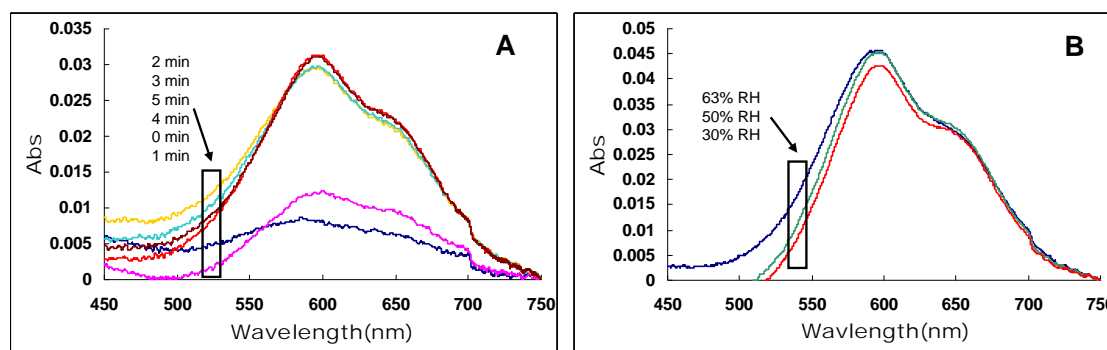 A
0.035
0.03
0.025
0.02
0.015
0.01
0.005
0
Abs
2 min
3 min
5 min
4 min
0 min
1 min
450 500 550 600 650 700 750
Wavelength(nm)
B
0.05
0.045
0.04
0.035
0.03
0.025
0.02
0.015
0.01
0.005
0
Abs
63% RH
50% RH
30% RH
450 500 550 600 650 700 750
Wavlength(nm)